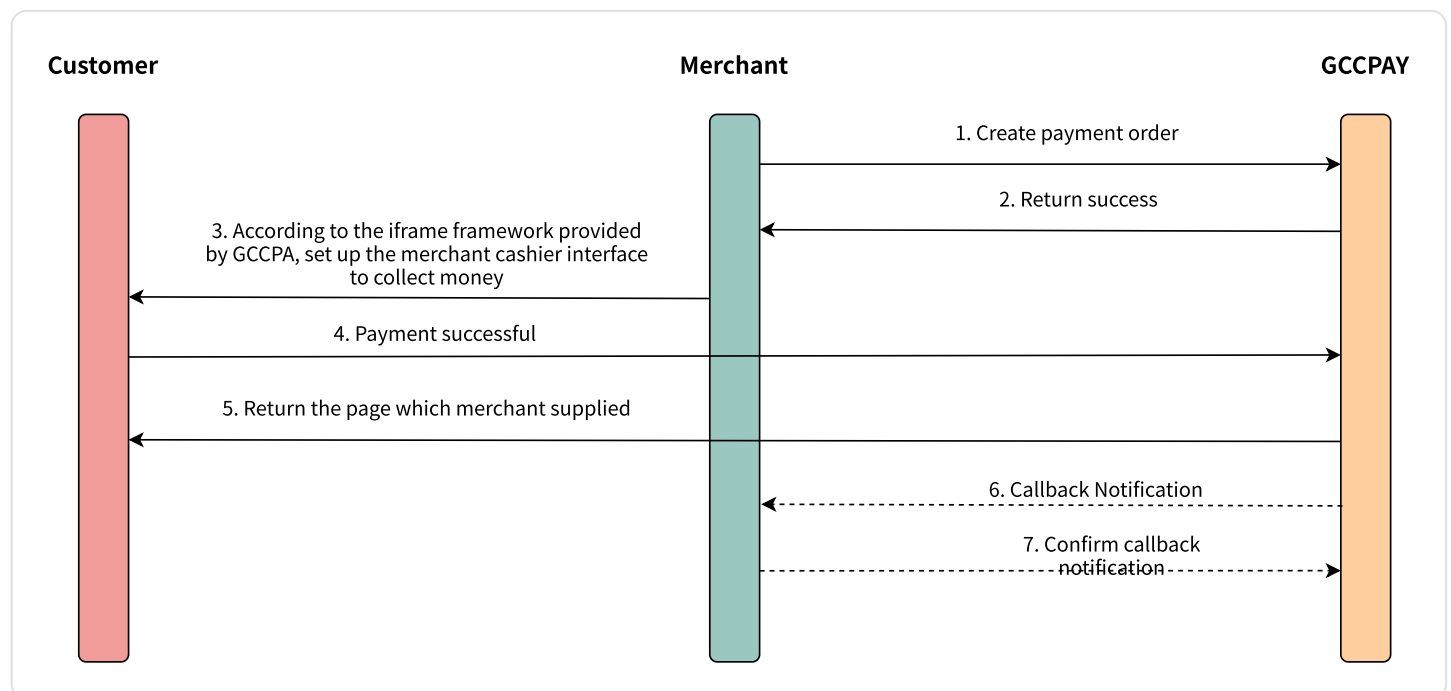 Customer
Merchant
GCCPAY
1. Create payment order
2. Return success
3. According to the iframe framework provided
by GCCPA, set up the merchant cashier interface
to collect money
4. Payment successful
5. Return the page which merchant supplied
6. Callback Notification
7. Confirm callback
notification